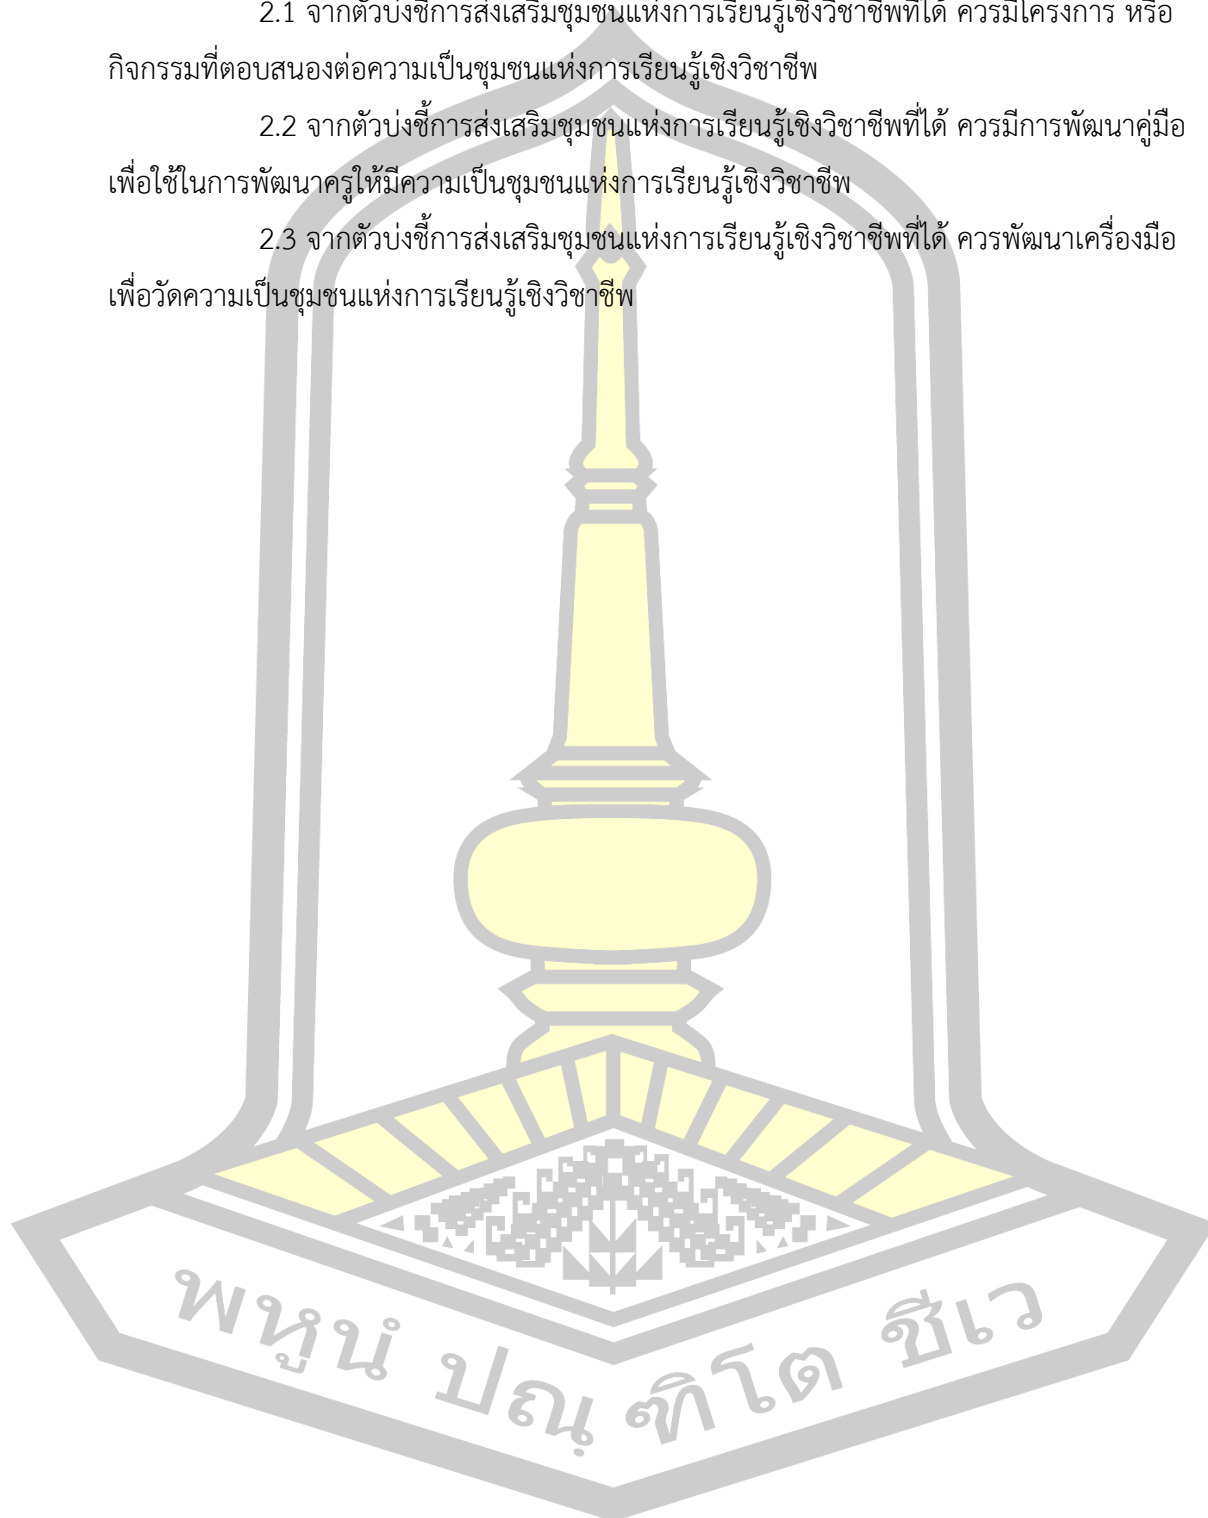 2.1 จากตัวบ่งชี้การส่งเสริมชุมชนแห่งการเรียนรู้เชิงวิชาชีพที่ได้ ควรมีโครงการ หรือ
กิจกรรมที่ตอบสนองต่อความเป็นชุมชนแห่งการเรียนรู้เชิงวิชาชีพ
2.2 จากตัวบ่งชี้การส่งเสริมชุมชนแห่งการเรียนรู้เชิงวิชาชีพที่ได้ ควรมีการพัฒนาคู่มือ
เพื่อใช้ในการพัฒนาครูให้มีความเป็นชุมชนแห่งการเรียนรู้เชิงวิชาชีพ
2.3 จากตัวบ่งชี้การส่งเสริมชุมชนแห่งการเรียนรู้เชิงวิชาชีพที่ได้ ควรพัฒนาเครื่องมือ
เพื่อวัดความเป็นชุมชนแห่งการเรียนรู้เชิงวิชาชีพ
พหูนํ ปณฺฑิโต ชีเว